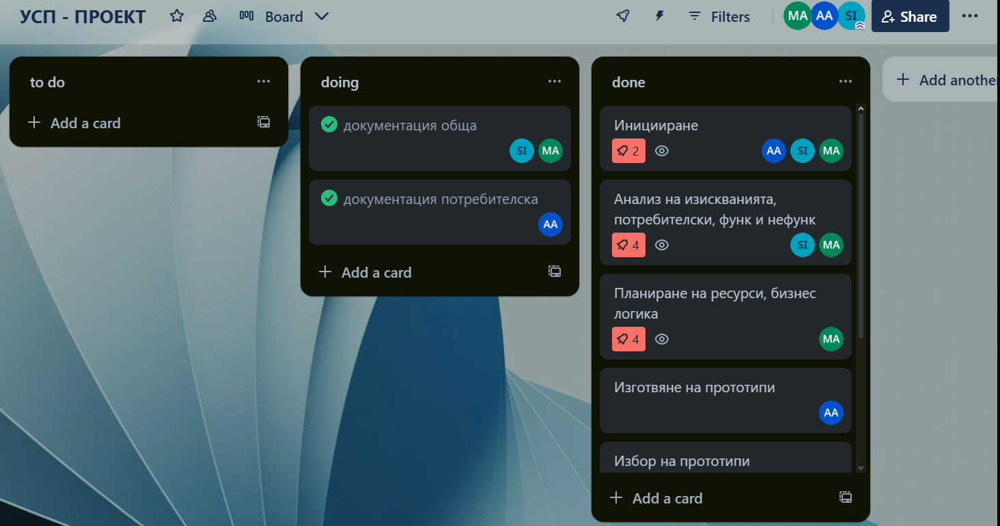 УСП - ПРОЕКТ
Board
Filters
MA AA SI
Share
to do
Add a card
doing
документация обща
SI MA
документация потребителска
AA
Add a card
done
Иницииране
2
AA SI MA
Анализ на изискванията,
потребителски, функ и нефунк
4
SI MA
Планиране на ресурси, бизнес
логика
4
MA
Изготвяне на прототипи
AA
Избор на прототипи
Add a card
Add another